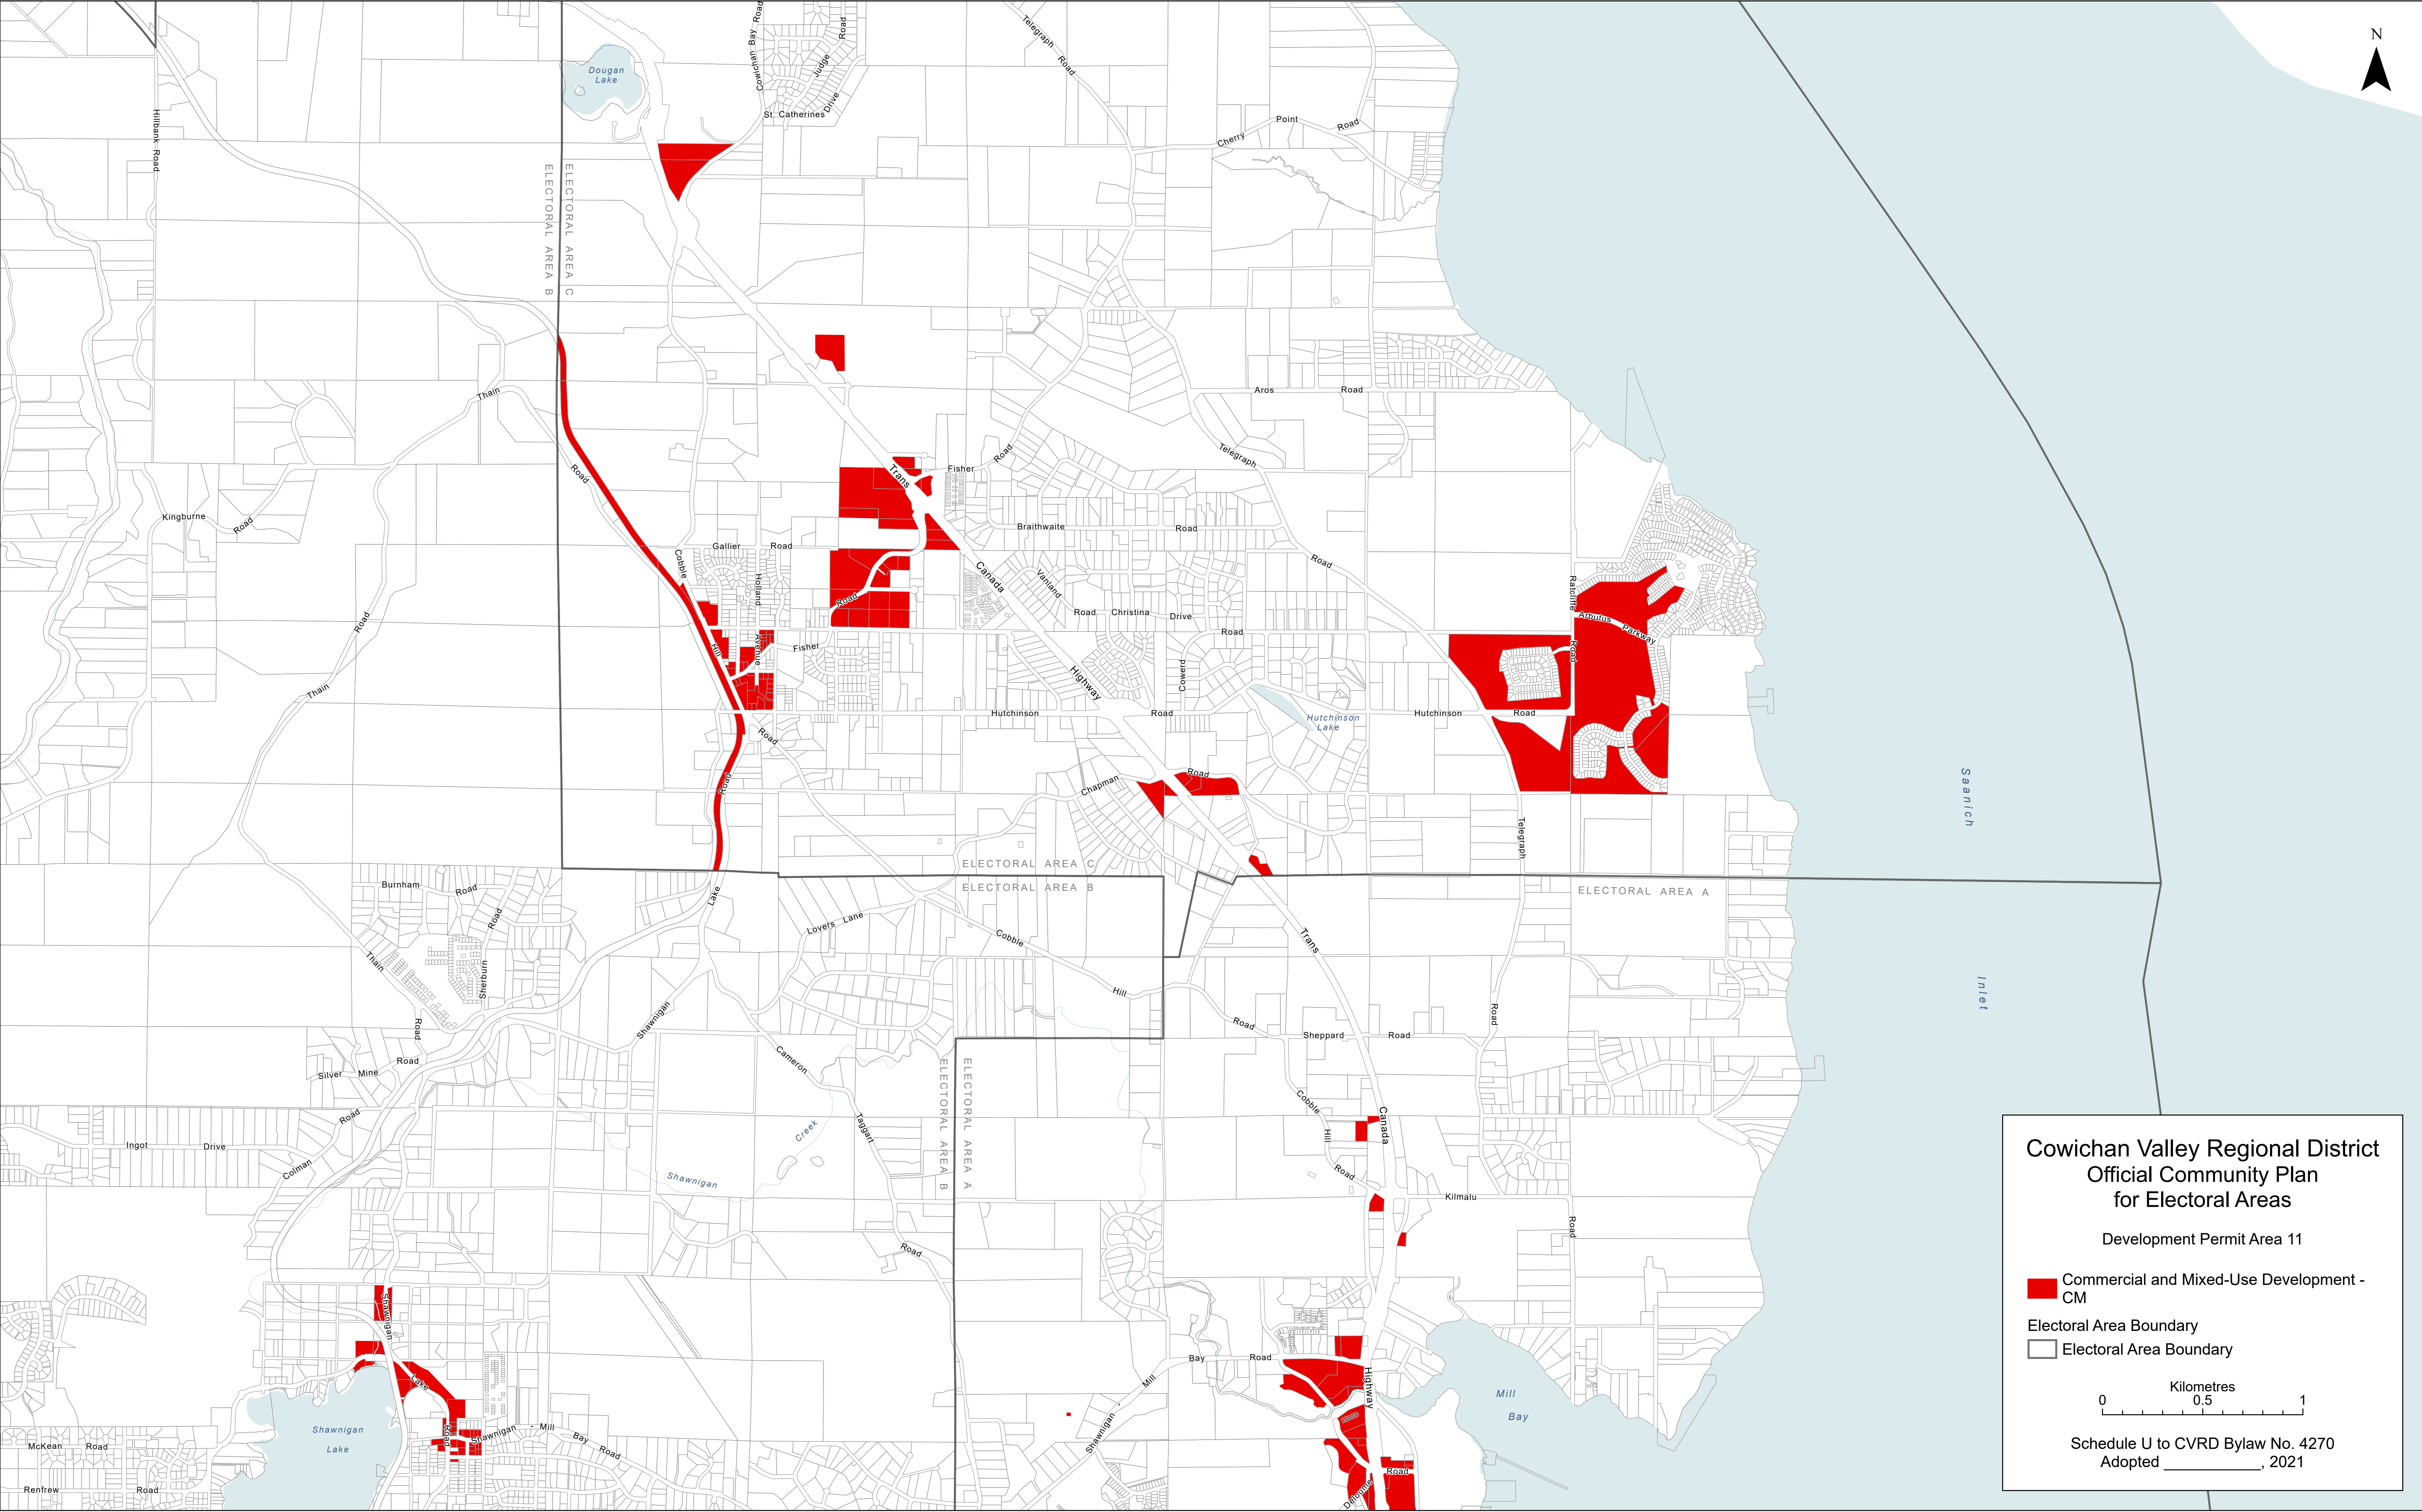 N
Dougan
Lake
Cowichan Bay Road
Judge
Road
St. Catherines
Drive
Telegraph
Road
Cherry
Point
Road
Hillbank Road
ELECTORAL AREA B
ELECTORAL AREA C
Thain
Road
Aros
Road
Telegraph
Road
Trans
Fisher
Road
Kingburne
Road
Braithwaite
Road
Gallier
Road
Cobble
Holland
Avenue
Canada
Vanland
Road
Christina
Drive
Ratcliffe
Road
Arbutus
Parkway
Road
Road
Hill
Fisher
Road
Highway
Coward
Thain
Hutchinson
Road
Hutchinson
Lake
Hutchinson
Road
Road
Road
Chapman
Road
Saanich
Telegraph
ELECTORAL AREA C
ELECTORAL AREA B
ELECTORAL AREA A
Burnham
Road
Road
Lake
Lovers Lane
Cobble
Trans
Thain
Sherburn
Hill
Inlet
Road
Shawnigan
Road
Sheppard
Road
Road
Cameron
Silver Mine
Road
ELECTORAL AREA B
ELECTORAL AREA A
Cobble
Hill
Road
Canada
Ingot
Drive
Road
Colman
Creek
Taggart
Shawnigan
Kilmalu
Road
Road
Shawnigan
Lake
Road
Bay
Road
Mill
-
Shawnigan
Highway
Mill
Bay
Shawnigan
Lake
Shawnigan
-
Mill
Bay
Road
McKean
Road
Renfrew
Road
Deloume
Road
Cowichan Valley Regional District
Official Community Plan
for Electoral Areas
Development Permit Area 11
Commercial and Mixed-Use Development -
CM
Electoral Area Boundary
Electoral Area Boundary
Kilometres
0 0.5 1
Schedule U to CVRD Bylaw No. 4270
Adopted ____________, 2021